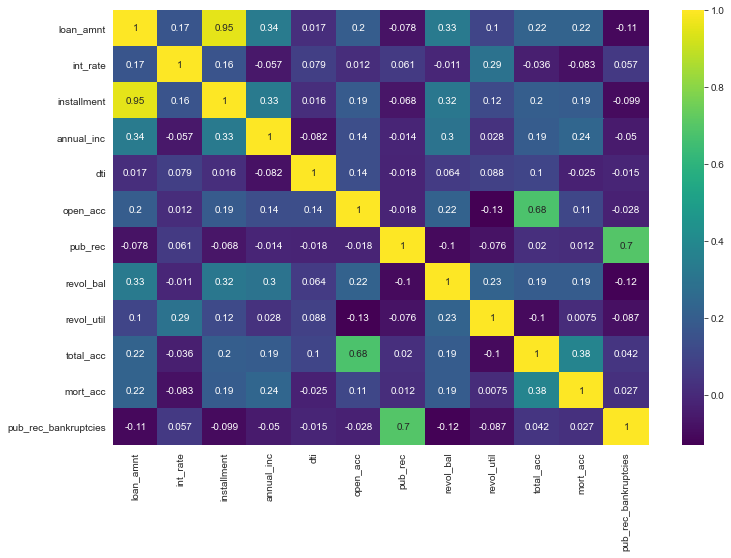 loan_amnt 1 0.17 0.95 0.34 0.017 0.2 -0.078 0.33 0.1 0.22 0.22 -0.11
int_rate 0.17 1 0.16 -0.057 0.079 0.012 0.061 -0.011 0.29 -0.036 -0.083 0.057
installment 0.95 0.16 1 0.33 0.016 0.19 -0.068 0.32 0.12 0.2 0.19 -0.099
annual_inc 0.34 -0.057 0.33 1 -0.082 0.14 -0.014 0.3 0.028 0.19 0.24 -0.05
dti 0.017 0.079 0.016 -0.082 1 0.14 -0.018 0.064 0.088 0.1 -0.025 -0.015
open_acc 0.2 0.012 0.19 0.14 0.14 1 -0.018 0.22 -0.13 0.68 0.11 -0.028
pub_rec -0.078 0.061 -0.068 -0.014 -0.018 -0.018 1 -0.1 -0.076 0.02 0.012 0.7
revol_bal 0.33 -0.011 0.32 0.3 0.064 0.22 -0.1 1 0.23 0.19 0.19 -0.12
revol_util 0.1 0.29 0.12 0.028 0.088 -0.13 -0.076 0.23 1 -0.1 0.0075 -0.087
total_acc 0.22 -0.036 0.2 0.19 0.1 0.68 0.02 0.19 -0.1 1 0.38 0.042
mort_acc 0.22 -0.083 0.19 0.24 -0.025 0.11 0.012 0.19 0.0075 0.38 1 0.027
pub_rec_bankruptcies -0.11 0.057 -0.099 -0.05 -0.015 -0.028 0.7 -0.12 -0.087 0.042 0.027 1
loan_amnt int_rate installment annual_inc dti open_acc pub_rec revol_bal revol_util total_acc mort_acc pub_rec_bankruptcies
1.0
0.8
0.6
0.4
0.2
0.0